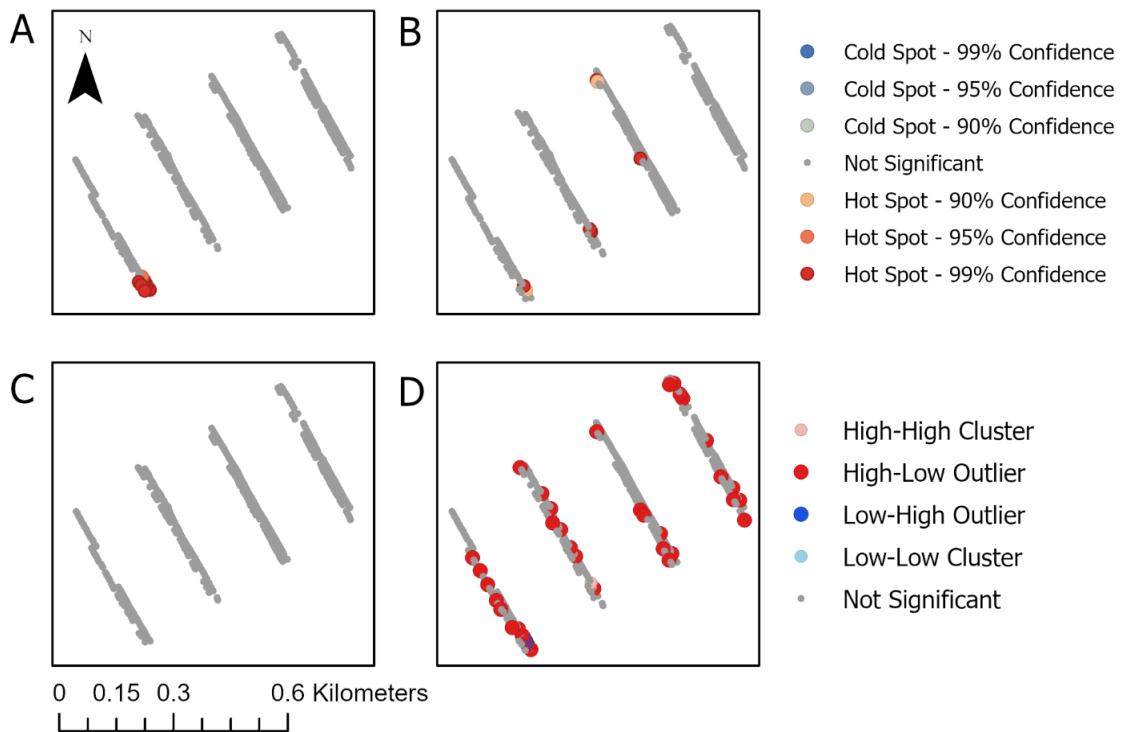 A
N
B
Cold Spot - 99% Confidence
Cold Spot - 95% Confidence
Cold Spot - 90% Confidence
Not Significant
Hot Spot - 90% Confidence
Hot Spot - 95% Confidence
Hot Spot - 99% Confidence
C
D
High-High Cluster
High-Low Outlier
Low-High Outlier
Low-Low Cluster
Not Significant
0 0.15 0.3 0.6 Kilometers